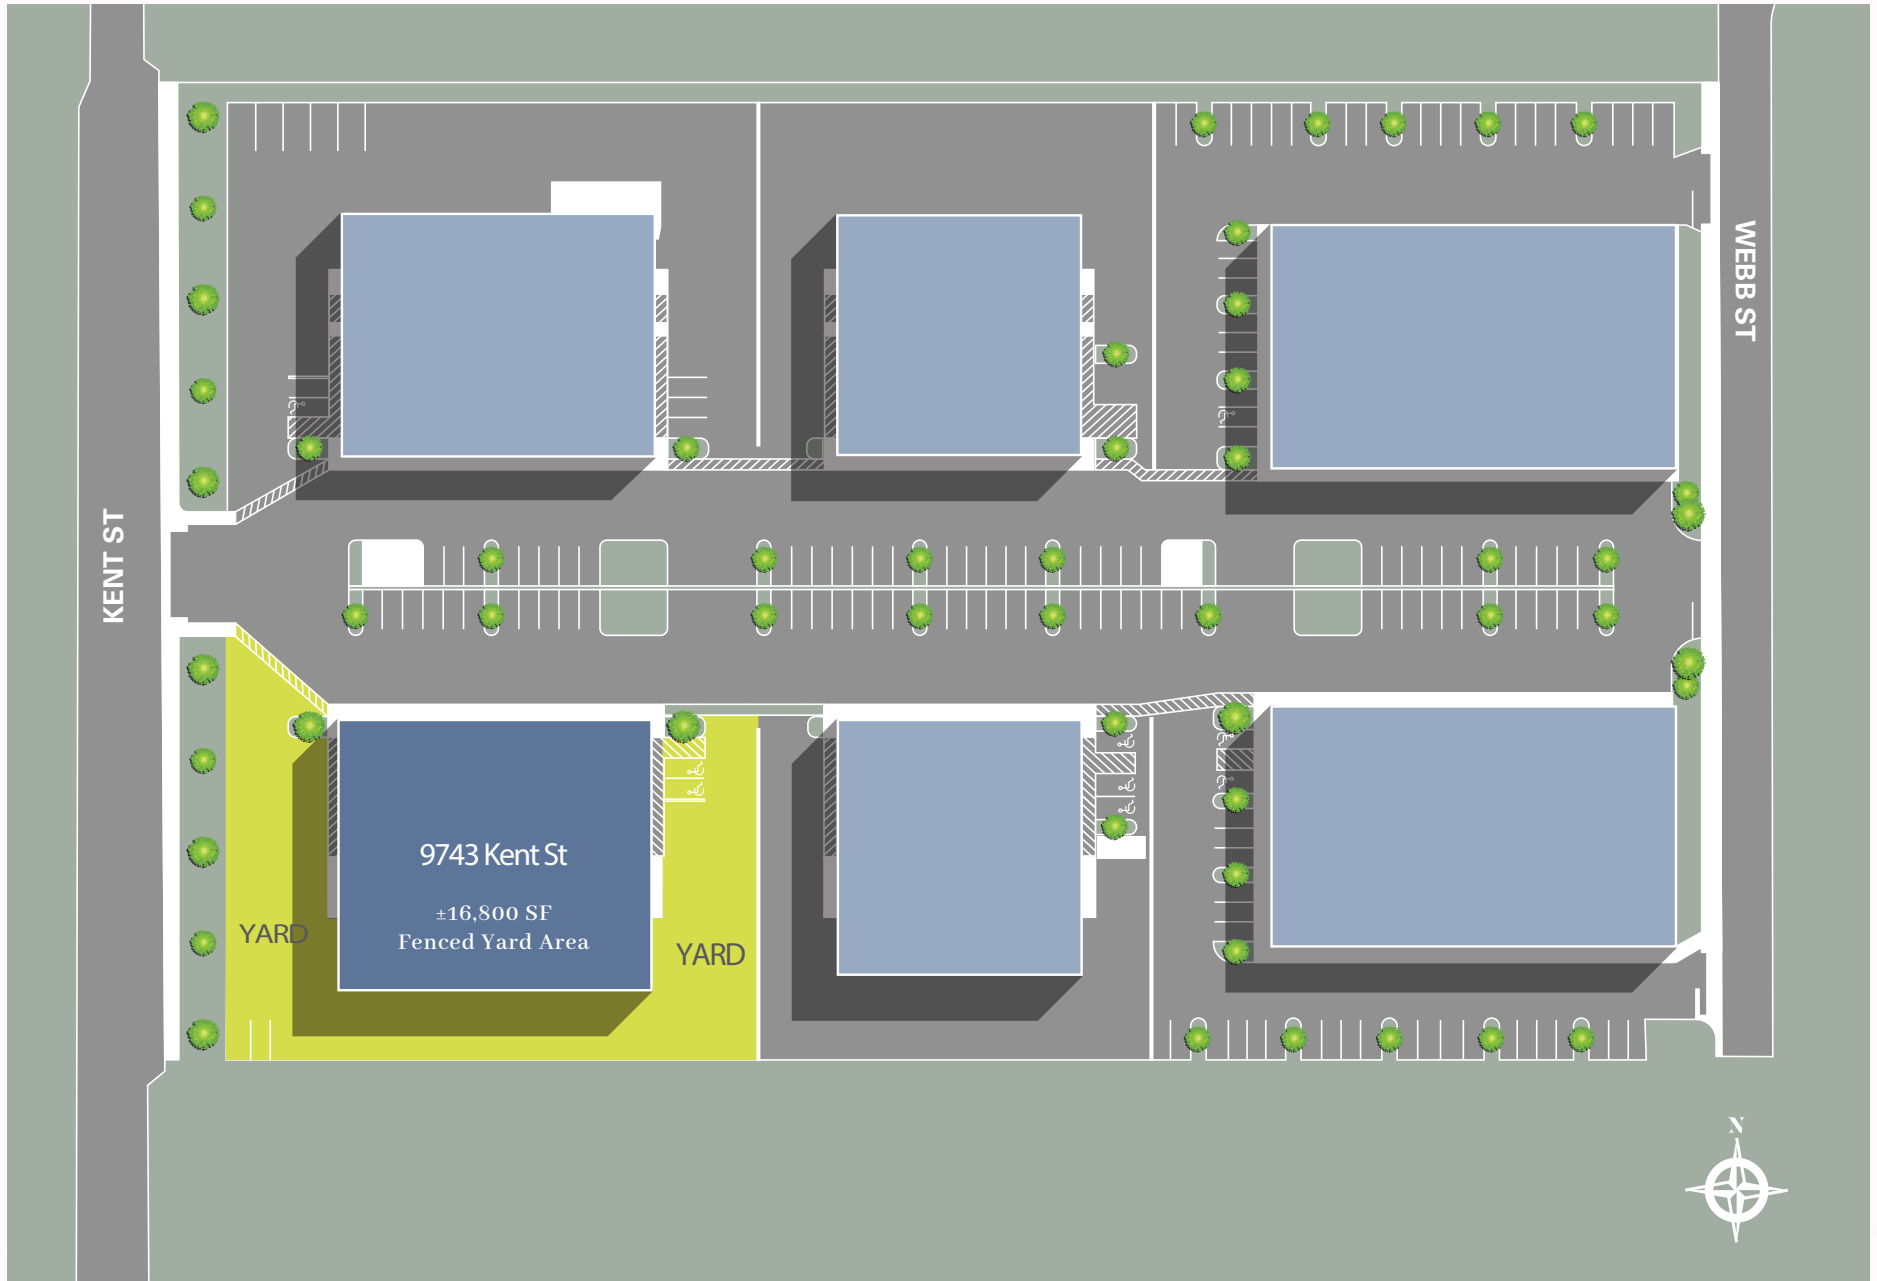 WEBB ST
KENT ST
9743 Kent St
±16,800 SF
Fenced Yard Area
YARD
YARD
N